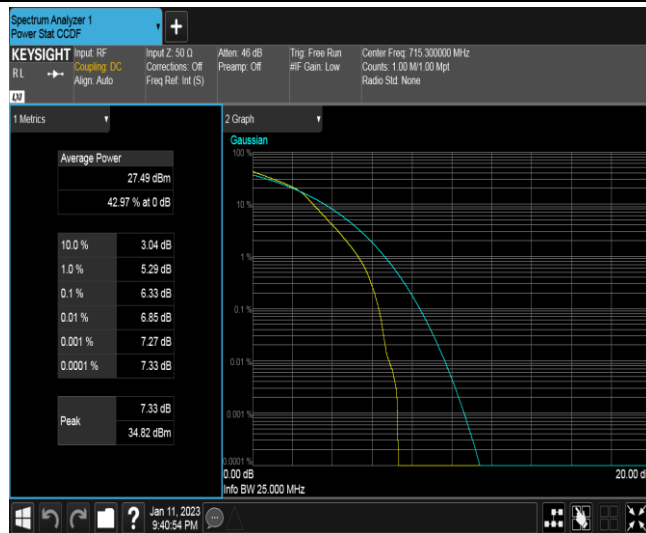 Spectrum Analyzer 1
Power Stat CCDF
+
KEYSIGHT
RL
Input: RF
Coupling: DC
Align: Auto
Input Z: 50 Ω
Corrections: Off
Freq Ref: Int (S)
Atten: 46 dB
Preamp: Off
Trig: Free Run
#IF Gain: Low
Center Freq: 715.300000 MHz
Counts: 1.00 M/1.00 Mpt
Radio Std: None
LXI
1 Metrics
Average Power
27.49 dBm
42.97 % at 0 dB
10.0 % 3.04 dB
1.0 % 5.29 dB
0.1 % 6.33 dB
0.01 % 6.85 dB
0.001 % 7.27 dB
0.0001 % 7.33 dB
Peak
7.33 dB
34.82 dBm
2 Graph
Gaussian
100 %
10 %
1 %
0.1 %
0.01 %
0.001 %
0.0001 %
0.00 dB
20.00 d
Info BW 25.000 MHz
?
Jan 11, 2023
9:40:54 PM